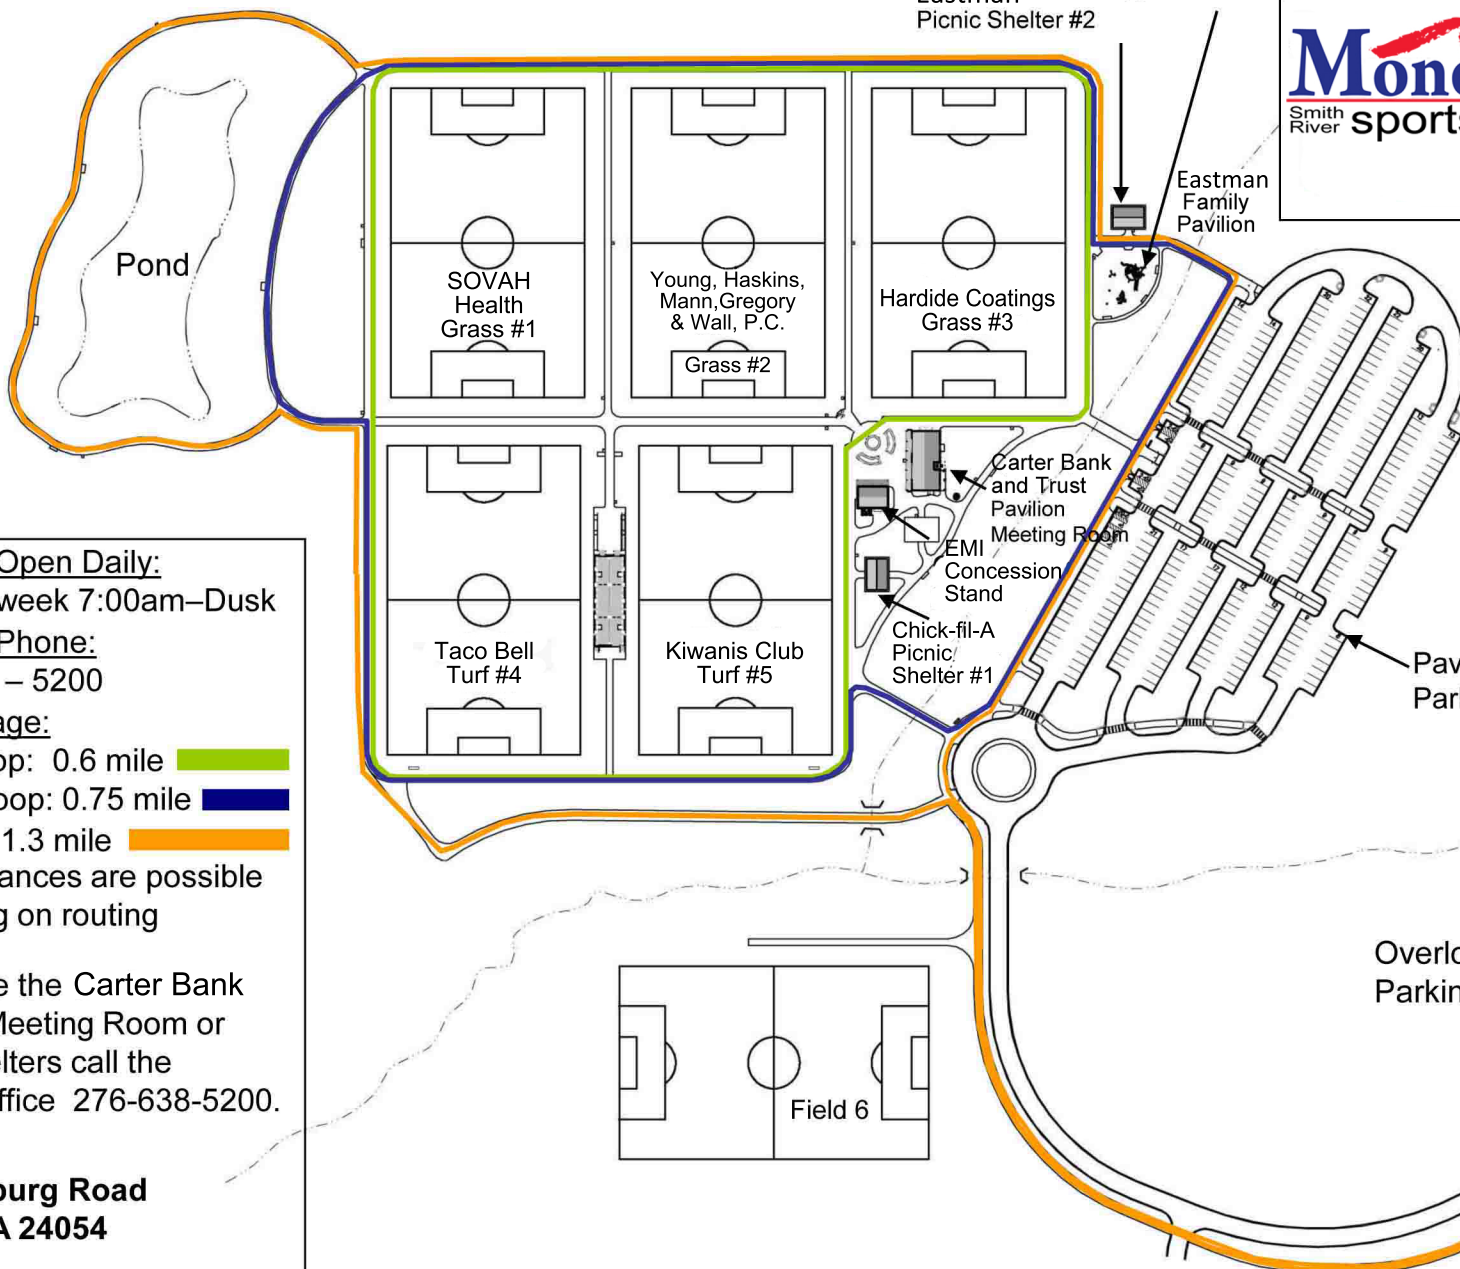 Picnic Shelter #2
Smith
River
sports
Eastman
Family
Pavilion
Pond
SOVAH
Health
Grass #1
Young, Haskins,
Mann,Gregory
& Wall, P.C.
Grass #2
Hardide Coatings
Grass #3
Carter Bank
and Trust
Pavilion
Meeting Room
EMI
Concession
Stand
Chick-fil-A
Picnic
Shelter #1
Taco Bell
Turf #4
Kiwanis Club
Turf #5
Open Daily:
week 7:00am–Dusk
Phone:
– 5200
age:
op: 0.6 mile
oop: 0.75 mile
1.3 mile
ances are possible
g on routing
e the Carter Bank
Meeting Room or
elters call the
ffice 276-638-5200.
burg Road
A 24054
Field 6
Pav
Par
Overlo
Parkin